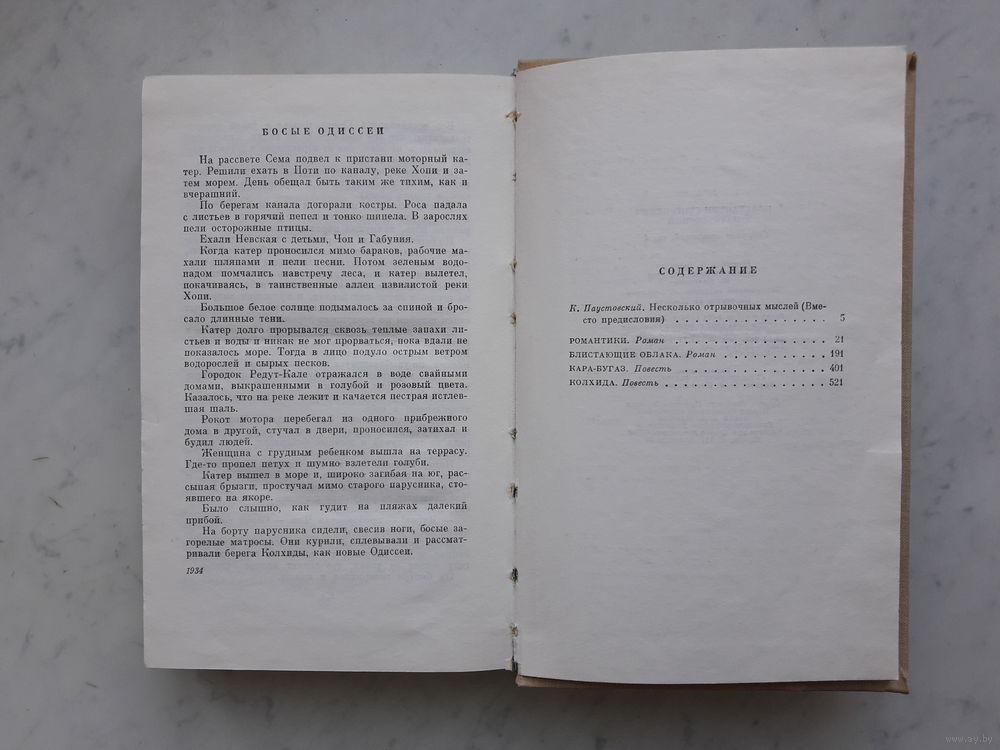 БОСЫЕ ОДИССЕИ
На рассвете Сема подвел к пристани моторный ка-
тер. Решили ехать в Поти по каналу, реке Хопи и за-
тем морем. День обещал быть таким же тихим, как и
вчерашний.
По берегам канала догорали костры. Роса падала
с листьев в горячий пепел и тонко шипела. В зарослях
пели осторожные птицы.
Ехали Невская с детьми, Чоп и Габуния.
Когда катер проносился мимо бараков, рабочие ма-
хали шляпами и пели песни. Потом зеленым водо-
падом помчались навстречу леса, и катер вылетел,
покачиваясь, в таинственные аллеи извилистой реки
Хопи.
Большое белое солнце подымалось за спиной и бро-
сало длинные тени.
Катер долго прорывался сквозь теплые запахи ли-
стьев и воды и никак не мог прорваться, пока вдали не
показалось море. Тогда в лицо подуло острым ветром
водорослей и сырых песков.
Городок Редут-Кале отражался в воде свайными
домами, выкрашенными в голубой и розовый цвета.
Казалось, что на реке лежит и качается пестрая истлев-
шая шаль.
Рокот мотора перебегал из одного прибрежного
дома в другой, стучал в двери, проносился, затихал и
будил людей.
Женщина с грудным ребенком вышла на террасу.
Где-то пропел петух и шумно взлетели голуби.
Катер вышел в море и, широко загибая на юг, рас-
сыпая брызги, простучал мимо старого парусника, сто-
явшего на якоре.
Было слышно, как гудит на пляжах далекий
прибой.
На борту парусника сидели, свесив ноги, босые за-
горелые матросы. Они курили, сплевывали и рассмат-
ривали берега Колхиды, как новые Одиссеи.
1934
СОДЕРЖАНИЕ
К. Паустовский. Несколько отрывочных мыслей (Вме-
сто предисловия) . . . . . . . . . . . . . . . . 5
РОМАНТИКИ. Роман . . . . . . . . . . . . . . . . 21
БЛИСТАЮЩИЕ ОБЛАКА. Роман . . . . . . . . . . . 191
КАРА-БУГАЗ. Повесть . . . . . . . . . . . . . . . 401
КОЛХИДА. Повесть . . . . . . . . . . . . . . . . 521
www.ay.by